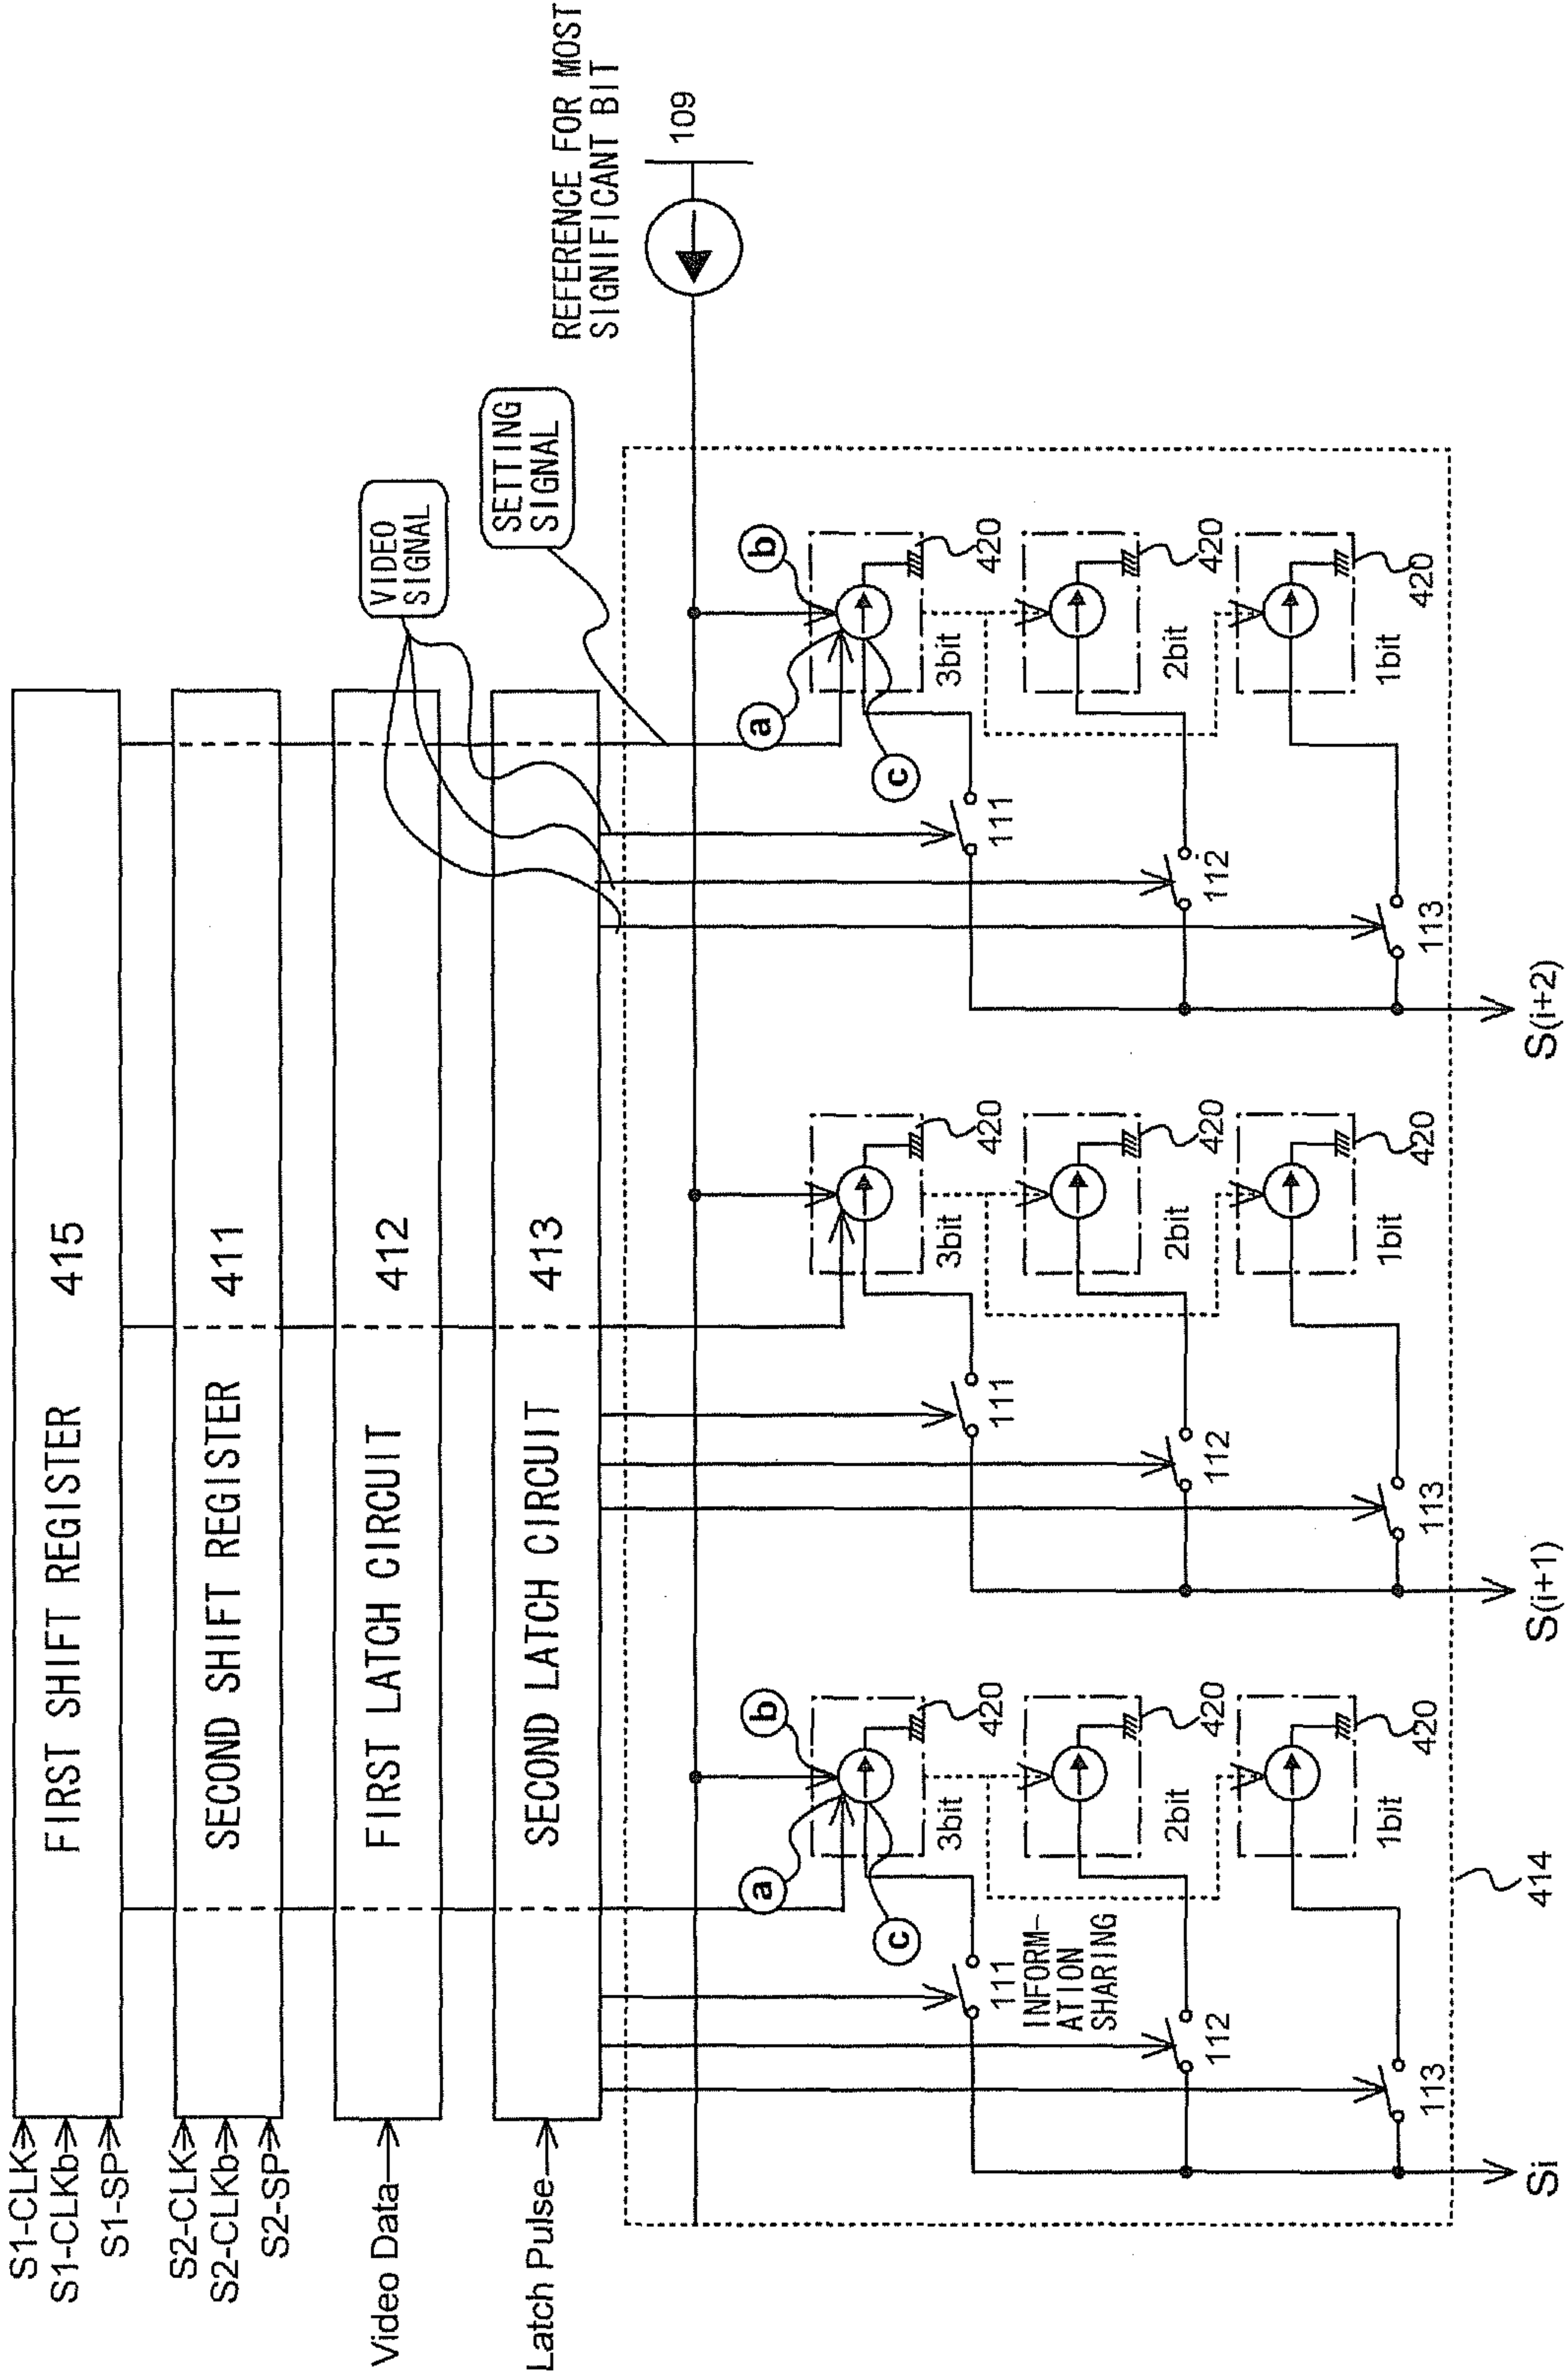 S1-CLK
S1-CLKb
S1-SP
FIRST SHIFT REGISTER 415
S2-CLK
S2-CLKb
S2-SP
SECOND SHIFT REGISTER 411
Video Data
FIRST LATCH CIRCUIT 412
Latch Pulse
SECOND LATCH CIRCUIT 413
VIDEO
SIGNAL
SETTING
SIGNAL
REFERENCE FOR MOST
SIGNIFICANT BIT
109
a
b
c
420
3bit
111
INFORM-
ATION
SHARING
420
2bit
112
420
1bit
113
Si
414
420
3bit
111
420
2bit
112
420
1bit
113
S(i+1)
a
b
c
420
3bit
111
420
2bit
112
420
1bit
113
S(i+2)